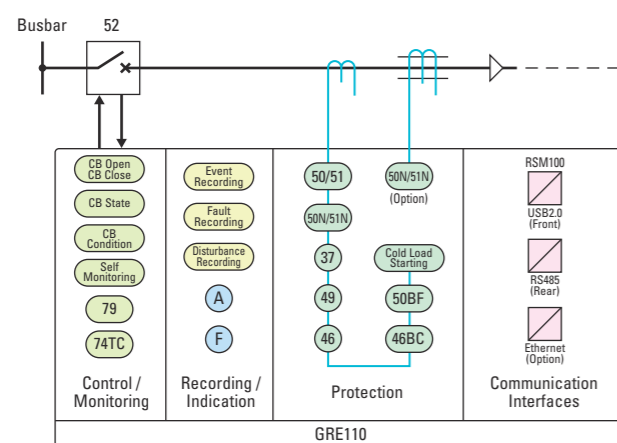 Busbar
52
CB Open
CB Close
CB State
CB
Condition
Self
Monitoring
79
74TC
Control /
Monitoring
Event
Recording
Fault
Recording
Disturbance
Recording
A
F
Recording /
Indication
50/51
50N/51N
37
49
46
50N/51N
(Option)
Cold Load
Starting
50BF
46BC
Protection
RSM100
USB2.0
(Front)
RS485
(Rear)
Ethernet
(Option)
Communication
Interfaces
GRE110